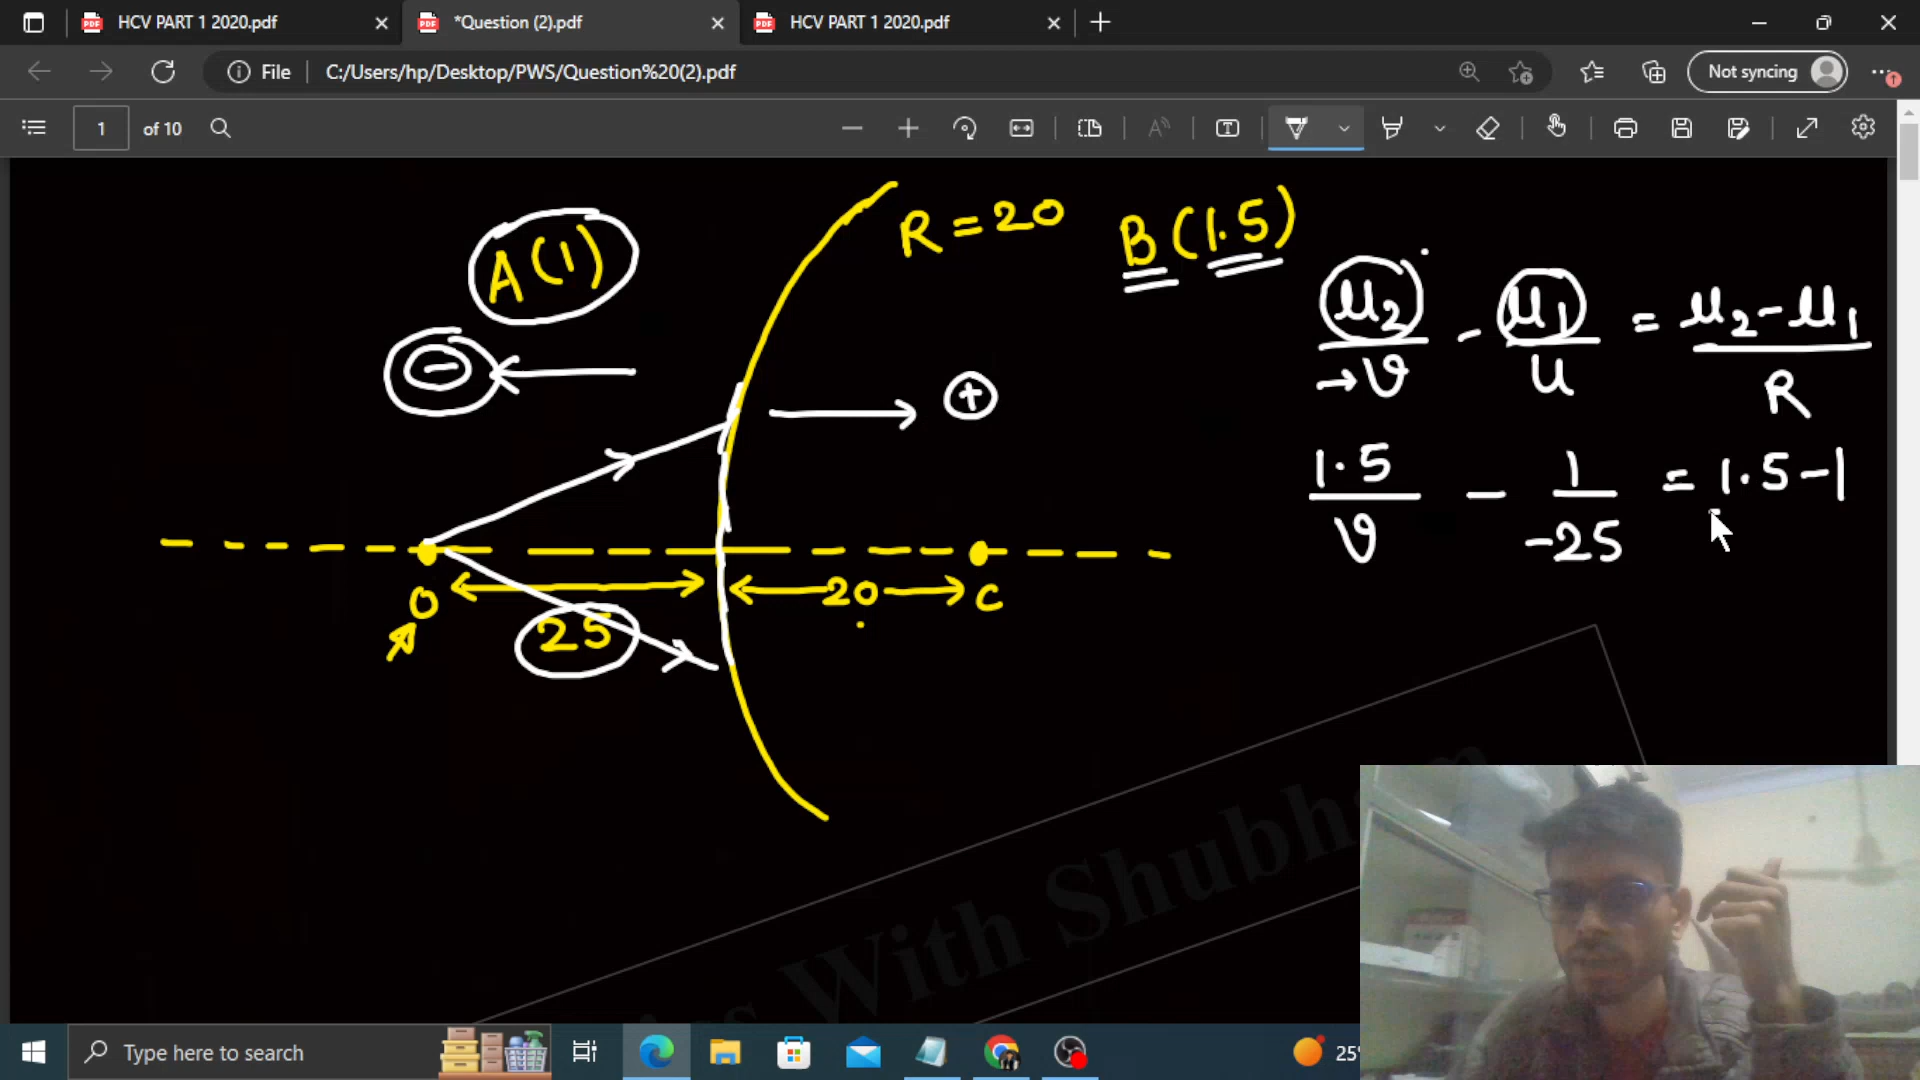 HCV PART 1 2020.pdf
*Question (2).pdf
HCV PART 1 2020.pdf
File
C:/Users/hp/Desktop/PWS/Question%20(2).pdf
Not syncing
1 of 10
A(1)
R = 20
B(1.5)
μ₂/v - μ₁/u = μ₂-μ₁/R
−
+
1.5/v - 1/-25 = 1.5-1
O
25
20
C
With Shubham
Type here to search
25°